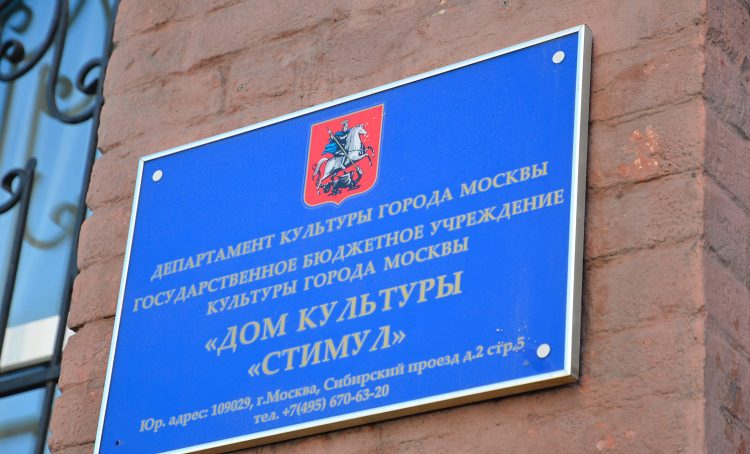 ДЕПАРТАМЕНТ КУЛЬТУРЫ ГОРОДА МОСКВЫ
ГОСУДАРСТВЕННОЕ БЮДЖЕТНОЕ УЧРЕЖДЕНИЕ
КУЛЬТУРЫ ГОРОДА МОСКВЫ
«ДОМ КУЛЬТУРЫ
«СТИМУЛ»
Юр. адрес: 109029, г.Москва, Сибирский проезд д.2 стр.5
тел. +7(495) 670-63-20